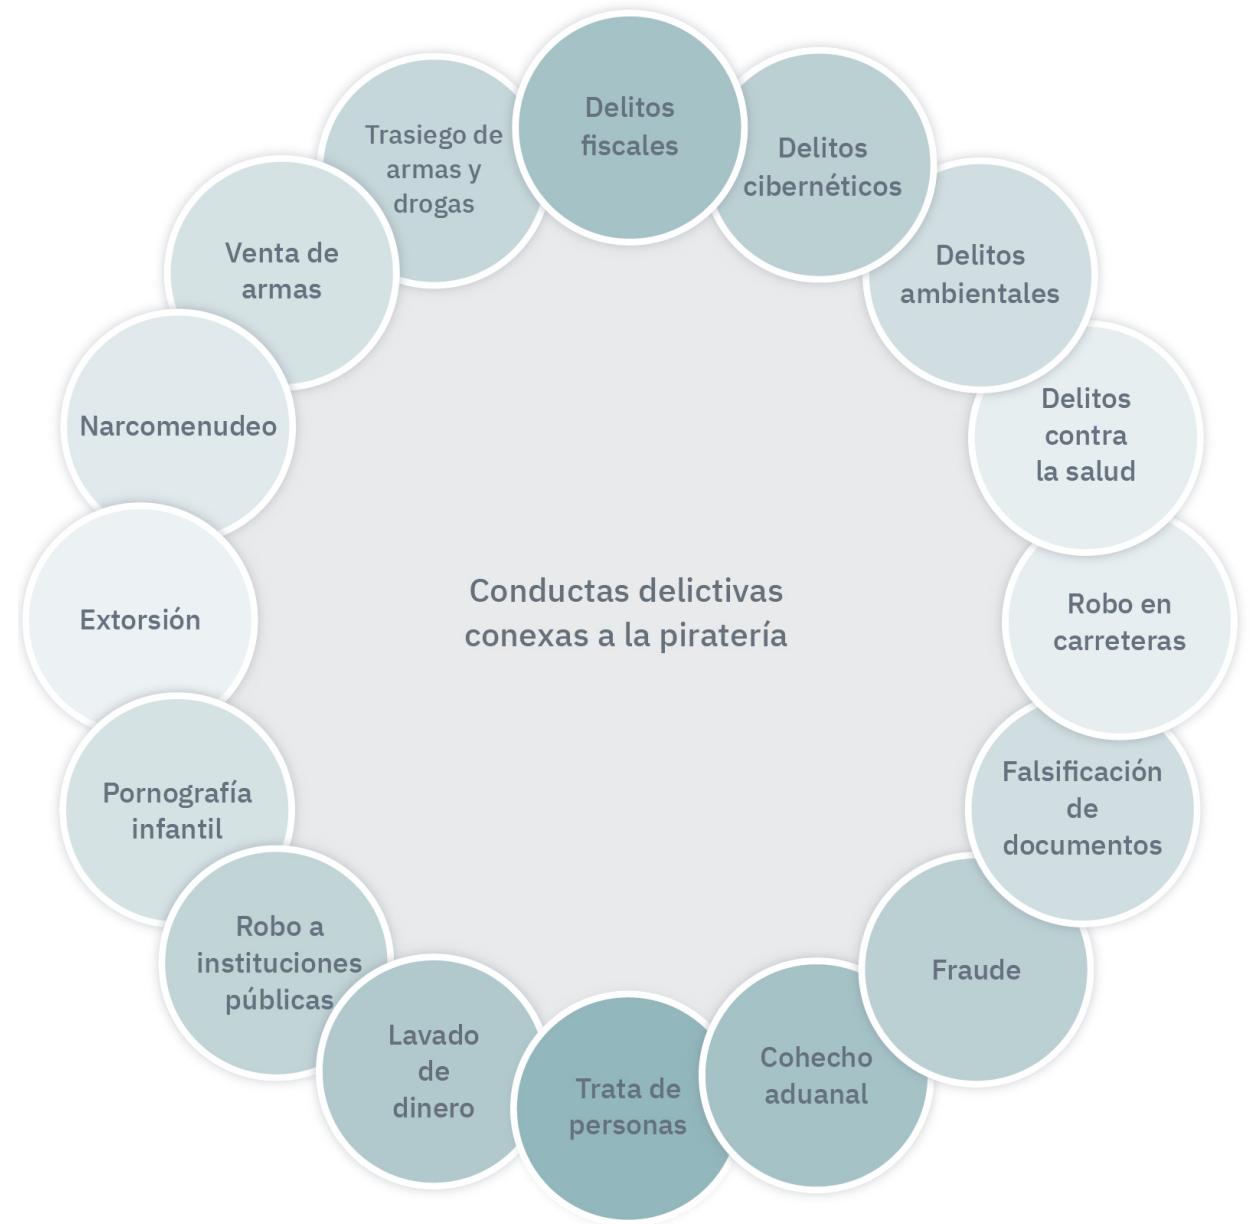 Delitos
fiscales
Delitos
cibernéticos
Delitos
ambientales
Delitos
contra
la salud
Robo en
carreteras
Falsificación
de
documentos
Fraude
Cohecho
aduanal
Trata de
personas
Lavado
de
dinero
Robo a
instituciones
públicas
Pornografía
infantil
Extorsión
Narcomenudeo
Venta de
armas
Trasiego de
armas y
drogas
Conductas delictivas
conexas a la piratería